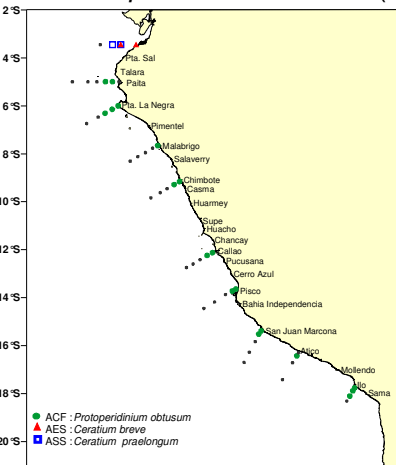 2°S
4°S
6°S
8°S
10°S
12°S
14°S
16°S
18°S
20°S
Pta. Sal
Talara
Paita
Pta. La Negra
Pimentel
Malabrigo
Salaverry
Chimbote
Casma
Huarmey
Supe
Huacho
Chancay
Callao
Pucusana
Cerro Azul
Pisco
Bahia Independencia
San Juan Marcona
Atico
Mollendo
Ilo
Sama
ACF : Protoperidinium obtusum
AES : Ceratium breve
ASS : Ceratium praelongum